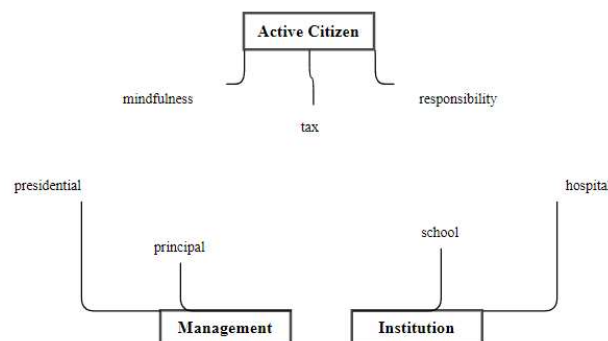 Active Citizen
mindfulness
responsibility
tax
presidential
hospital
school
principal
Management
Institution